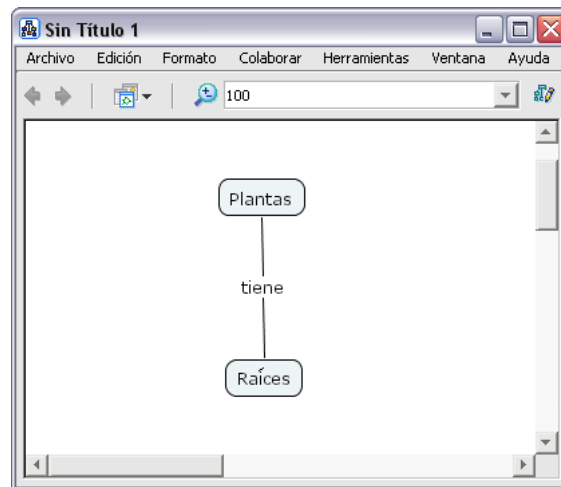 Sin Título 1
Archivo Edición Formato Colaborar Herramientas Ventana Ayuda
100
Plantas
tiene
Raíces